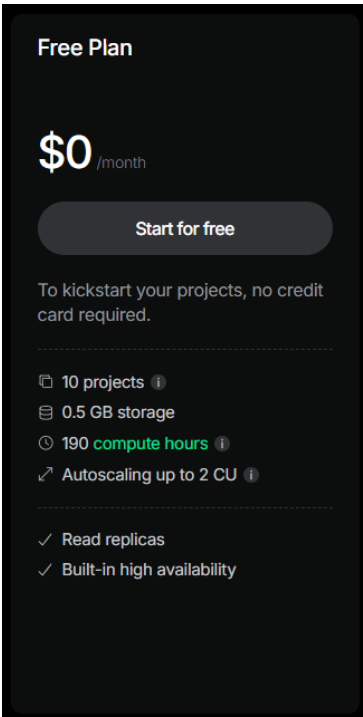 Free Plan
$0 /month
Start for free
To kickstart your projects, no credit
card required.
10 projects
0.5 GB storage
190 compute hours
Autoscaling up to 2 CU
Read replicas
Built-in high availability